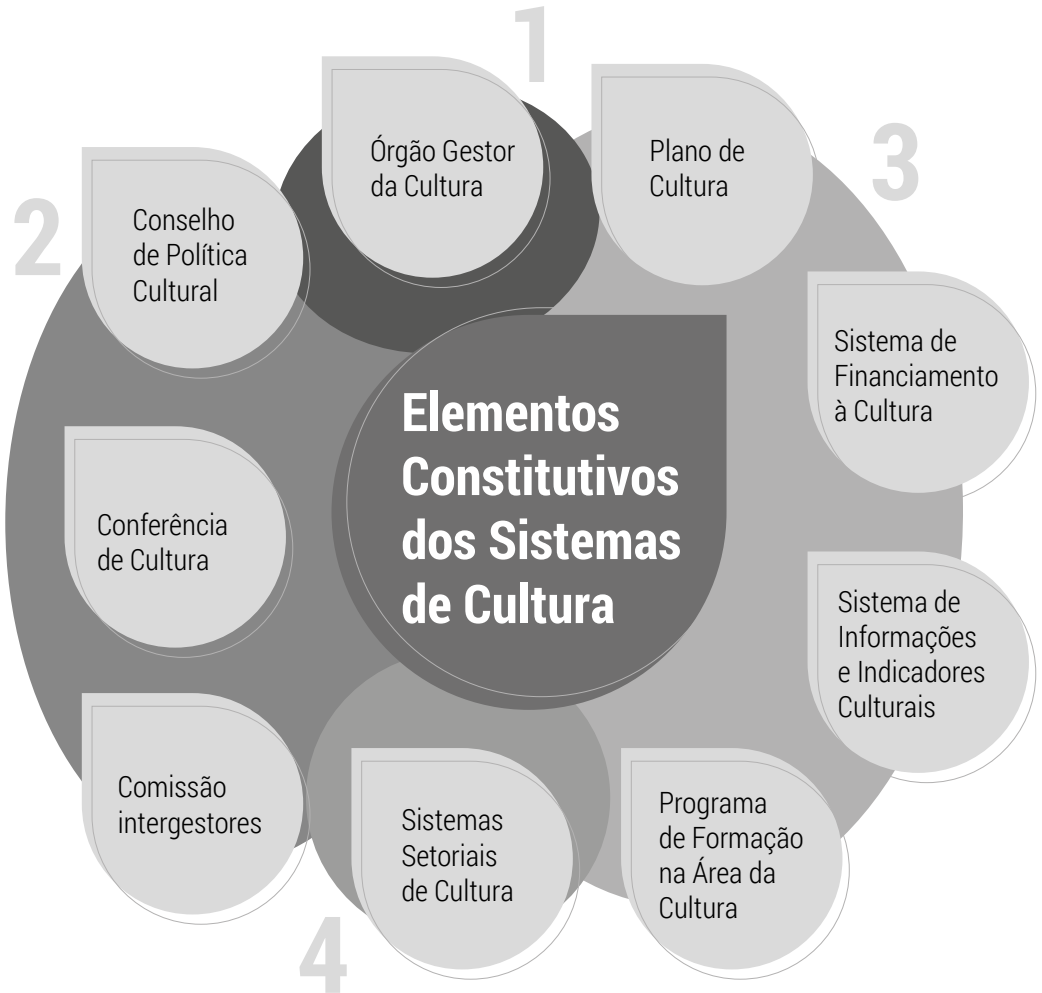 1
Órgão Gestor
da Cultura
2
Conselho
de Política
Cultural
Conferência
de Cultura
Comissão
intergestores
3
Plano de
Cultura
Sistema de
Financiamento
à Cultura
Sistema de
Informações
e Indicadores
Culturais
Programa
de Formação
na Área da
Cultura
4
Sistemas
Setoriais
de Cultura
Elementos
Constitutivos
dos Sistemas
de Cultura